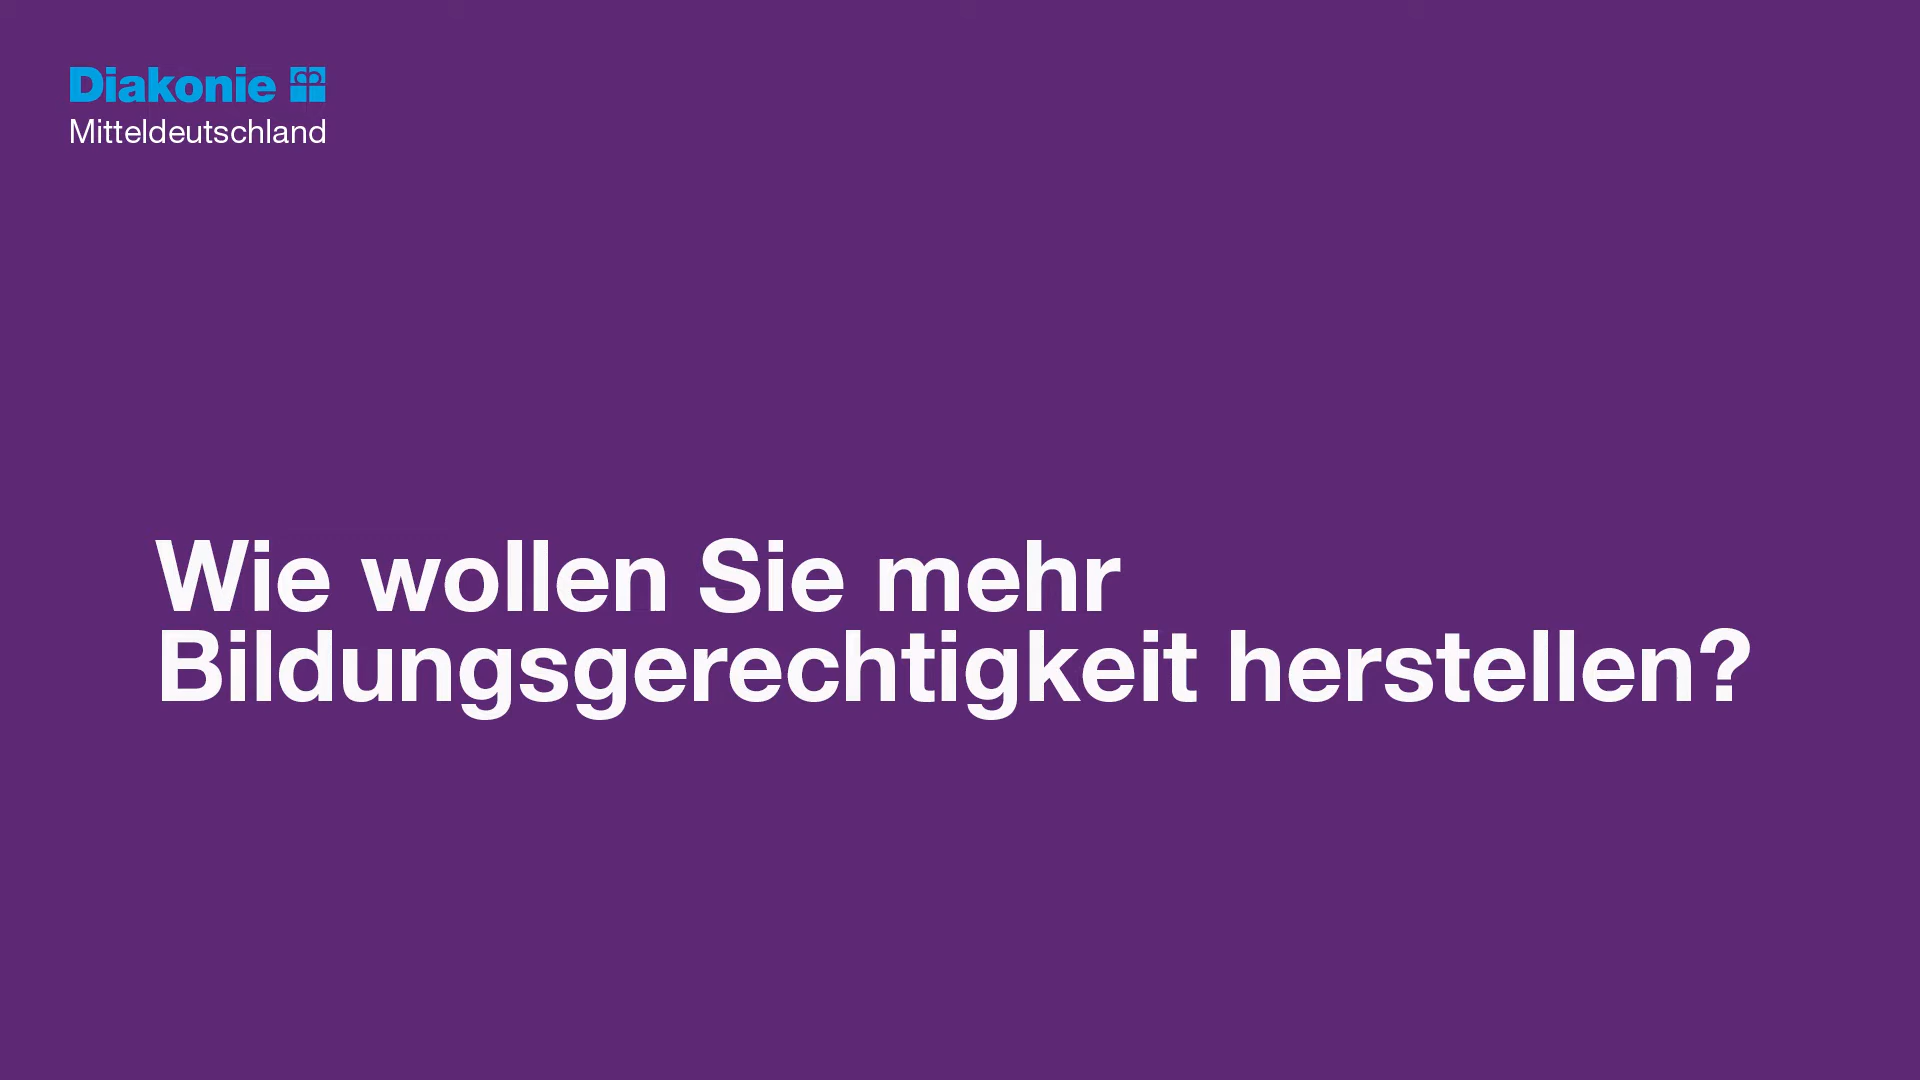 Diakonie
Mitteldeutschland
Wie wollen Sie mehr
Bildungsgerechtigkeit herstellen?